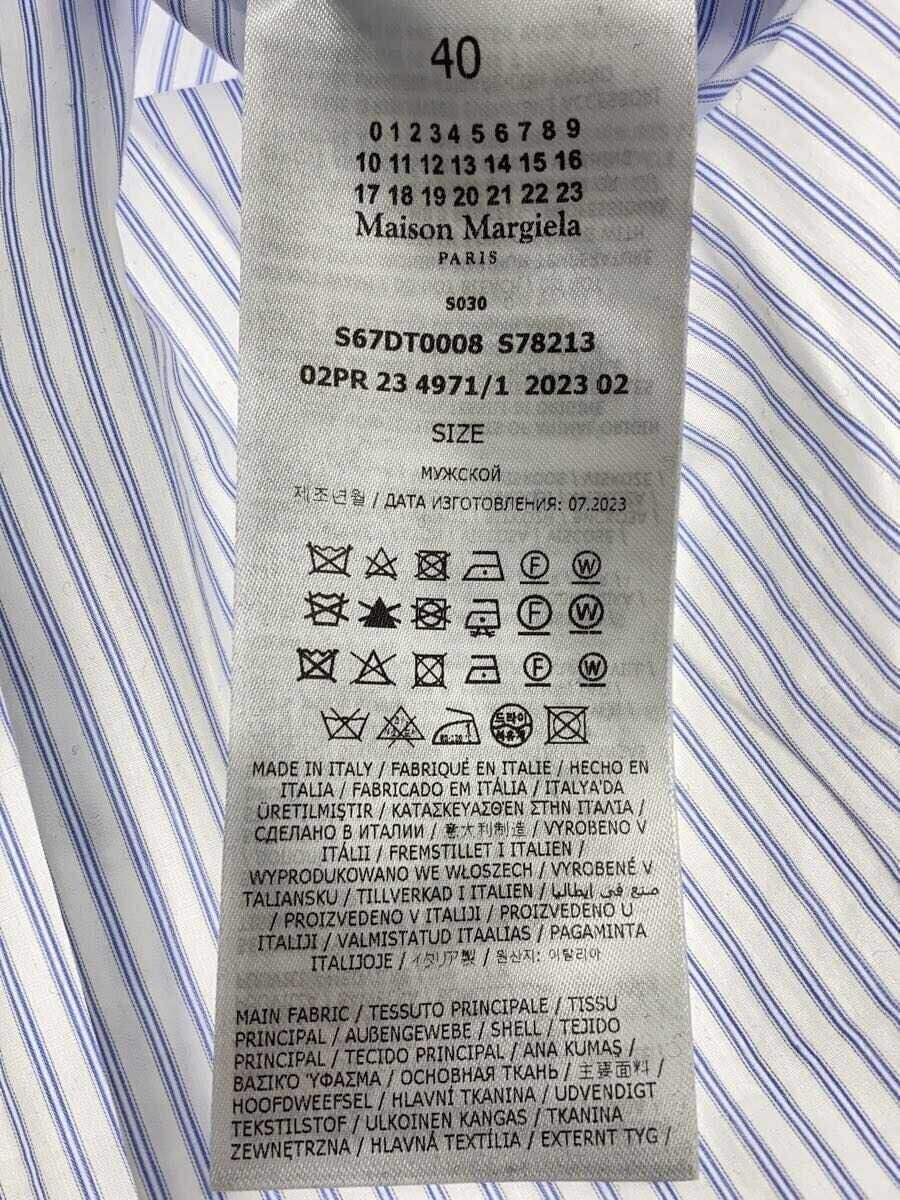 40
0 1 2 3 4 5 6 7 8 9
10 11 12 13 14 15 16
17 18 19 20 21 22 23
Maison Margiela
PARIS
S030
S67DT0008 S78213
02PR 23 4971/1 2023 02
SIZE
МУЖСКОЙ
제조년월 / ДАТА ИЗГОТОВЛЕНИЯ: 07.2023
F W
F W
F W
드라이
MADE IN ITALY / FABRIQUÉ EN ITALIE / HECHO EN
ITALIA / FABRICADO EM ITÁLIA / ITALYA'DA
ÜRETILMIŞTIR / ΚΑΤΑΣΚΕΥΑΣΘΕΝ ΣΤΗΝ ΙΤΑΛΊΑ /
СДЕЛАНО В ИТАЛИИ / 意大利制造 / VYROBENO V
ITÁLII / FREMSTILLET I ITALIEN /
WYPRODUKOWANO WE WŁOSZECH / VYROBENÉ V
TALIANSKU / TILLVERKAD I ITALIEN / صنع في ايطاليا
/ PROIZVEDENO V ITALIJI / PROIZVEDENO U
ITALIJI / VALMISTATUD ITAALIAS / PAGAMINTA
ITALIJOJE / イタリア製 / 원산지: 이탈리아
MAIN FABRIC / TESSUTO PRINCIPALE / TISSU
PRINCIPAL / AUßENGEWEBE / SHELL / TEJIDO
PRINCIPAL / TECIDO PRINCIPAL / ANA KUMAŞ /
ΒΑΣΙΚΌ ΎΦΑΣΜΑ / ОСНОВНАЯ ТКАНЬ / 主要面料 /
HOOFDWEEFSEL / HLAVNÍ TKANINA / UDVENDIGT
TEKSTILSTOF / ULKOINEN KANGAS / TKANINA
ZEWNĘTRZNA / HLAVNÁ TEXTÍLIA / EXTERNT TYG /